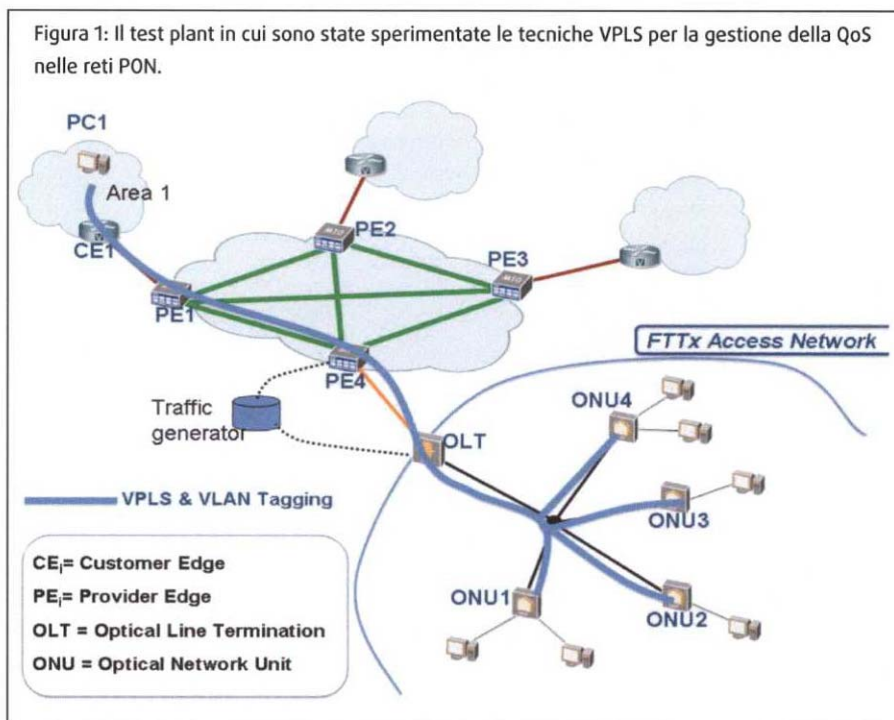 Figura 1: Il test plant in cui sono state sperimentate le tecniche VPLS per la gestione della QoS
nelle reti PON.
PC1
Area 1
CE1
PE2
PE3
PE1
FTTx Access Network
PE4
Traffic
generator
ONU4
OLT
VPLS & VLAN Tagging
ONU3
CEj= Customer Edge
PEj= Provider Edge
ONU1
ONU2
OLT = Optical Line Termination
ONU = Optical Network Unit